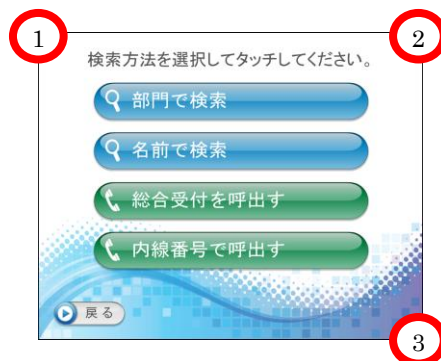 1
2
検索方法を選択してタッチしてください。
部門で検索
名前で検索
総合受付を呼出す
内線番号で呼出す
戻る
3